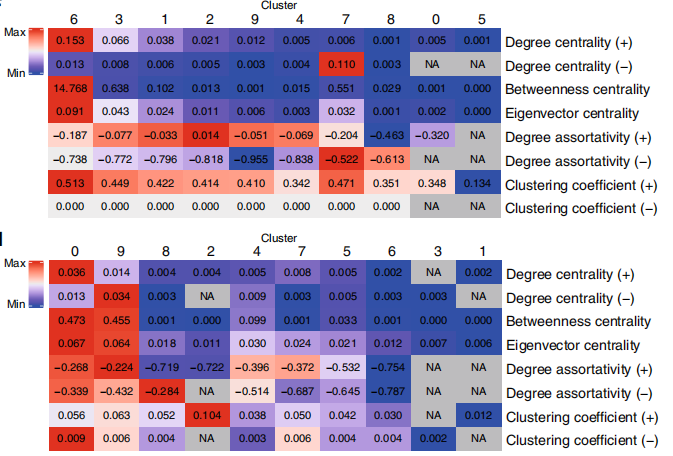 Cluster
6 3 1 2 9 4 7 8 0 5
Max
Min
0.153 0.066 0.038 0.021 0.012 0.005 0.006 0.001 0.005 0.001 Degree centrality (+)
0.013 0.008 0.006 0.005 0.003 0.004 0.110 0.003 NA NA Degree centrality (−)
14.768 0.638 0.102 0.013 0.001 0.015 0.551 0.029 0.001 0.000 Betweenness centrality
0.091 0.043 0.024 0.011 0.006 0.003 0.032 0.001 0.002 0.000 Eigenvector centrality
−0.187 −0.077 −0.033 0.014 −0.051 −0.069 −0.204 −0.463 −0.320 NA Degree assortativity (+)
−0.738 −0.772 −0.796 −0.818 −0.955 −0.838 −0.522 −0.613 NA NA Degree assortativity (−)
0.513 0.449 0.422 0.414 0.410 0.342 0.471 0.351 0.348 0.134 Clustering coefficient (+)
0.000 0.000 0.000 0.000 0.000 0.000 0.000 0.000 NA NA Clustering coefficient (−)
Cluster
0 9 8 2 4 7 5 6 3 1
Max
Min
0.036 0.014 0.004 0.004 0.005 0.008 0.005 0.002 NA 0.002 Degree centrality (+)
0.013 0.034 0.003 NA 0.009 0.003 0.005 0.003 0.003 NA Degree centrality (−)
0.473 0.455 0.001 0.000 0.099 0.001 0.033 0.001 0.000 0.000 Betweenness centrality
0.067 0.064 0.018 0.011 0.030 0.024 0.021 0.012 0.007 0.006 Eigenvector centrality
−0.268 −0.224 −0.719 −0.722 −0.396 −0.372 −0.532 −0.754 NA NA Degree assortativity (+)
−0.339 −0.432 −0.284 NA −0.514 −0.687 −0.645 −0.787 NA NA Degree assortativity (−)
0.056 0.063 0.052 0.104 0.038 0.050 0.042 0.030 NA 0.012 Clustering coefficient (+)
0.009 0.006 0.004 NA 0.003 0.006 0.004 0.004 0.002 NA Clustering coefficient (−)